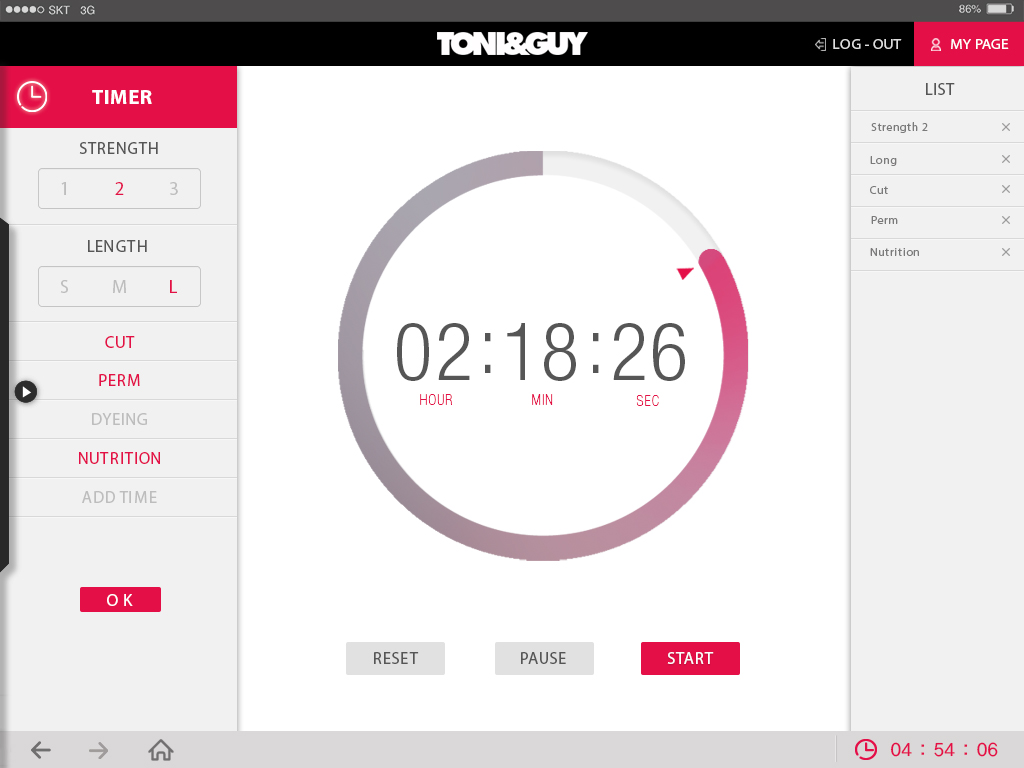 SKT 3G
86%
TONI&GUY
LOG - OUT
MY PAGE
TIMER
STRENGTH
1 2 3
LENGTH
S M L
CUT
PERM
DYEING
NUTRITION
ADD TIME
O K
02:18:26
HOUR MIN SEC
RESET
PAUSE
START
LIST
Strength 2
Long
Cut
Perm
Nutrition
04 : 54 : 06